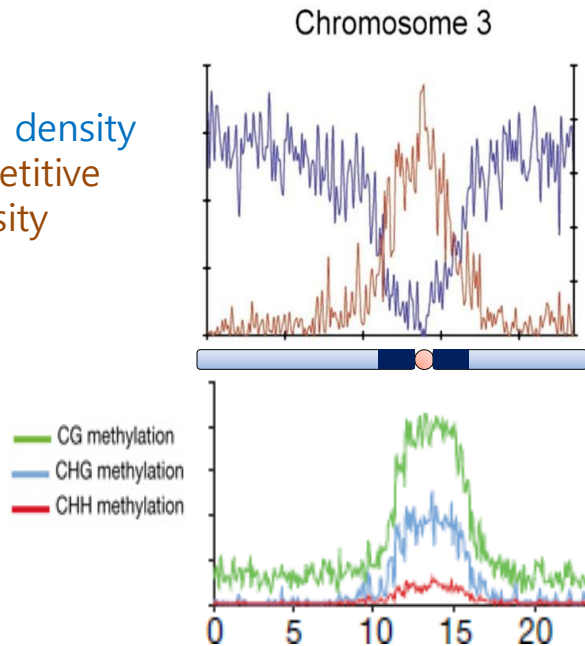 Chromosome 3
density
etitive
sity
CG methylation
CHG methylation
CHH methylation
0 5 10 15 20